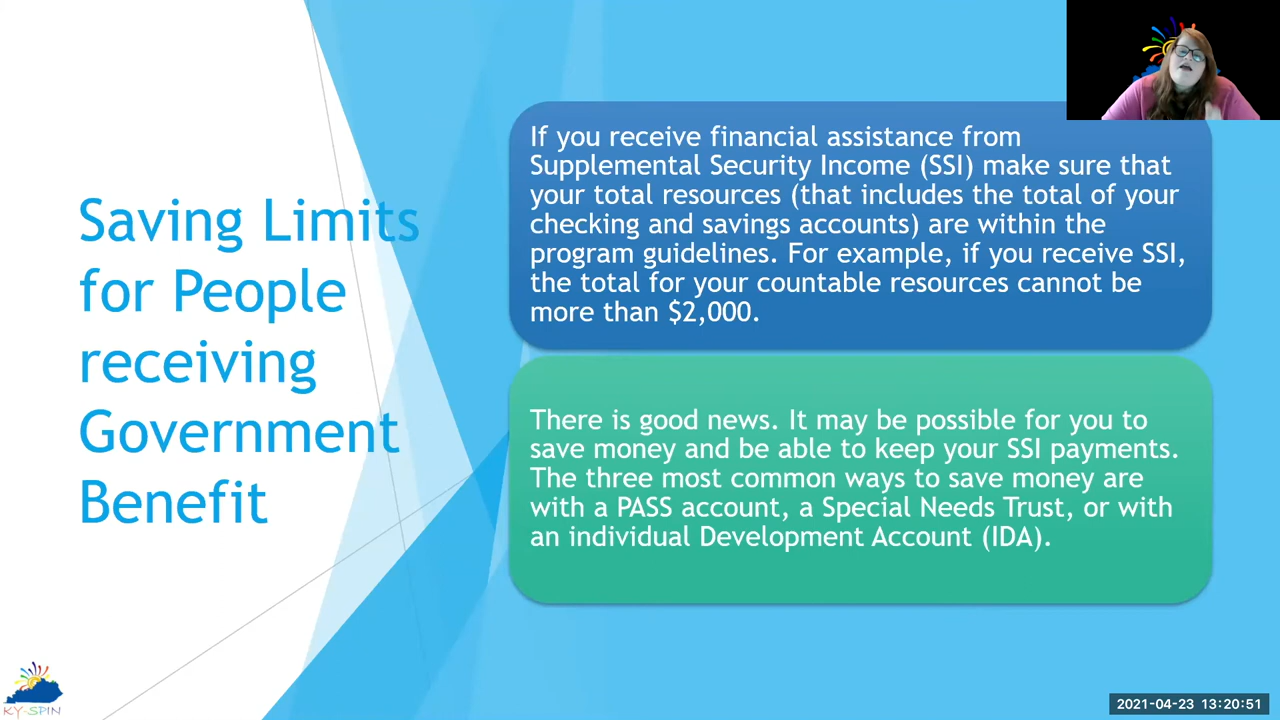 Saving Limits
for People
receiving
Government
Benefit
If you receive financial assistance from
Supplemental Security Income (SSI) make sure that
your total resources (that includes the total of your
checking and savings accounts) are within the
program guidelines. For example, if you receive SSI,
the total for your countable resources cannot be
more than $2,000.
There is good news. It may be possible for you to
save money and be able to keep your SSI payments.
The three most common ways to save money are
with a PASS account, a Special Needs Trust, or with
an individual Development Account (IDA).
KY-SPIN
2021-04-23 13:20:51